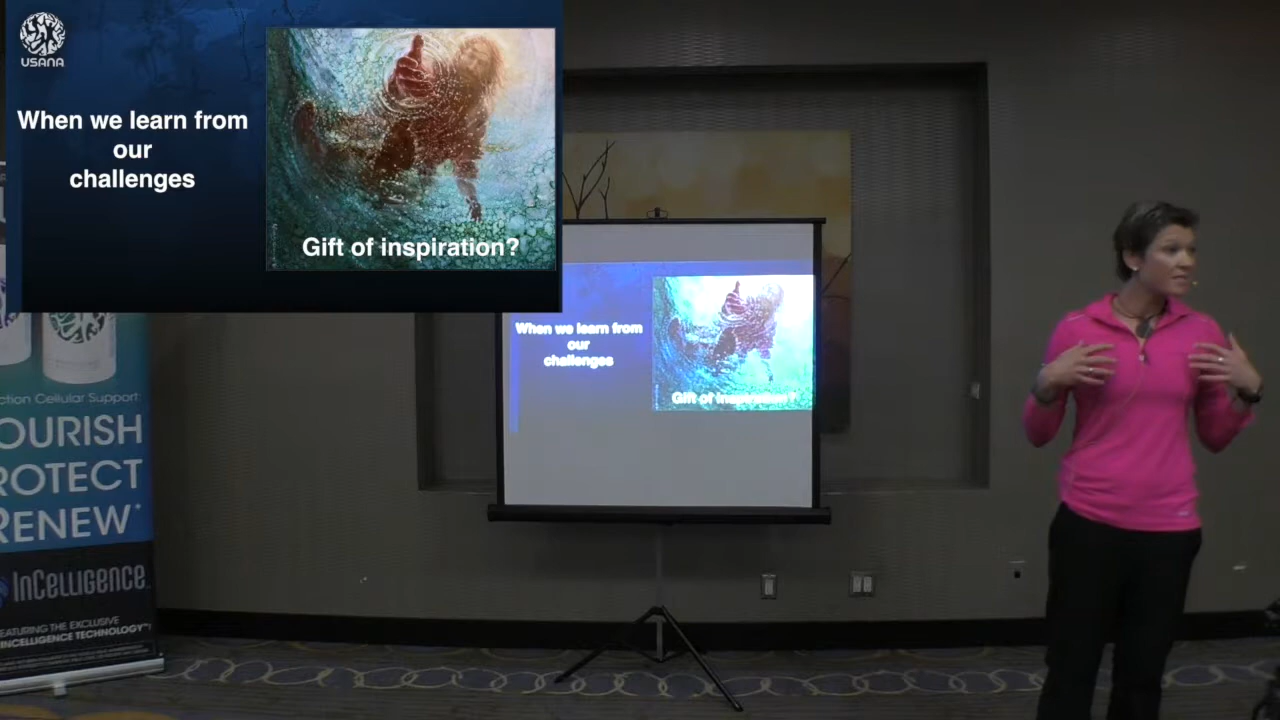 USANA
When we learn from
our
challenges
Gift of inspiration?
When we learn from
our
challenges
Gift of inspiration?
ction Cellular Support
OURISH
ROTECT
RENEW*
INCELLIGENCE
EATURING THE EXCLUSIVE
INCELLIGENCE TECHNOLOGY™!